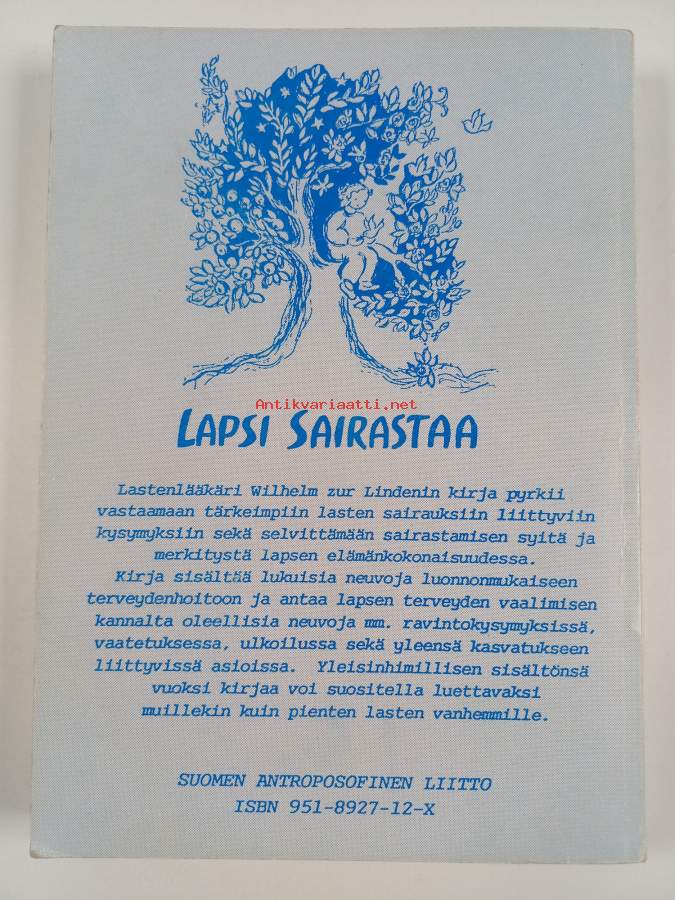 Antikvariaatti.net
LAPSI SAIRASTAA
Lastenlääkäri Wilhelm zur Lindenin kirja pyrkii
vastaamaan tärkeimpiin lasten sairauksiin liittyviin
kysymyksiin sekä selvittämään sairastamisen syitä ja
merkitystä lapsen elämänkokonaisuudessa.
Kirja sisältää lukuisia neuvoja luonnonmukaiseen
terveydenhoitoon ja antaa lapsen terveyden vaalimisen
kannalta oleellisia neuvoja mm. ravintokysymyksissä,
vaatetuksessa, ulkoilussa sekä yleensä kasvatukseen
liittyvissä asioissa. Yleisinhimillisen sisältönsä
vuoksi kirjaa voi suositella luettavaksi
muillekin kuin pienten lasten vanhemmille.
SUOMEN ANTROPOSOFINEN LIITTO
ISBN 951-8927-12-X